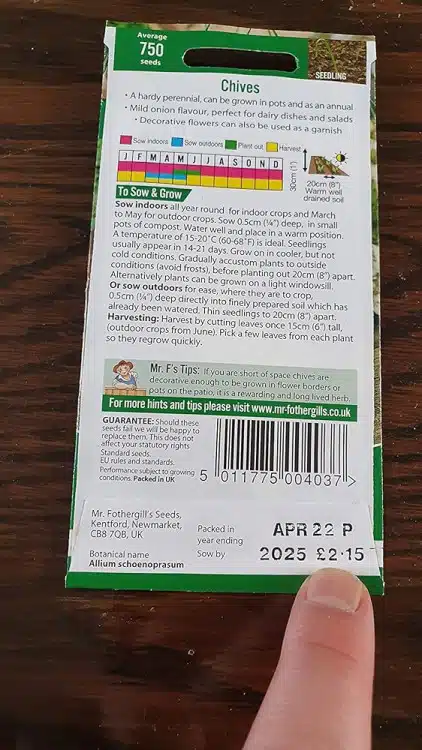 Average
750
seeds
SEEDLING
Chives
• A hardy perennial, can be grown in pots and as an annual
• Mild onion flavour, perfect for dairy dishes and salads
• Decorative flowers can also be used as a garnish
Sow indoors Sow outdoors Plant out Harvest
J F M A M J J A S O N D
30cm (1')
20cm (8")
Warm well
drained soil
To Sow & Grow
Sow indoors all year round for indoor crops and March
to May for outdoor crops. Sow 0.5cm (¼") deep, in small
pots of compost. Water well and place in a warm position.
A temperature of 15-20°C (60-68°F) is ideal. Seedlings
usually appear in 14-21 days. Grow on in cooler, but not
cold conditions. Gradually accustom plants to outside
conditions (avoid frosts), before planting out 20cm (8") apart.
Alternatively plants can be grown on a light windowsill.
Or sow outdoors for ease, where they are to crop,
0.5cm (¼") deep directly into finely prepared soil which has
already been watered. Thin seedlings to 20cm (8") apart.
Harvesting: Harvest by cutting leaves once 15cm (6") tall,
(outdoor crops from June). Pick a few leaves from each plant
so they regrow quickly.
Mr. F's Tips: If you are short of space chives are
decorative enough to be grown in flower borders or
pots on the patio, it is a rewarding and long lived herb.
For more hints and tips please visit www.mr-fothergills.co.uk
GUARANTEE: Should these
seeds fail we will be happy to
replace them. This does not
affect your statutory rights
Standard seeds.
EU rules and standards.
Performance subject to growing
conditions. Packed in UK
5 011775 004037 >
Mr. Fothergill's Seeds,
Kentford, Newmarket,
CB8 7QB, UK
Packed in
year ending
APR 22 P
Botanical name
Allium schoenoprasum
Sow by
2025 £2.15